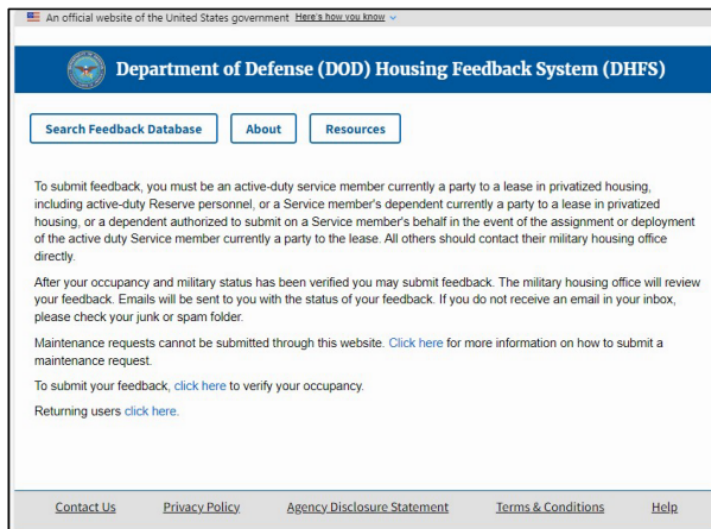 An official website of the United States government Here's how you know
Department of Defense (DOD) Housing Feedback System (DHFS)
Search Feedback Database About Resources
To submit feedback, you must be an active-duty service member currently a party to a lease in privatized housing,
including active-duty Reserve personnel, or a Service member's dependent currently a party to a lease in privatized
housing, or a dependent authorized to submit on a Service member's behalf in the event of the assignment or deployment
of the active duty Service member currently a party to the lease. All others should contact their military housing office
directly.
After your occupancy and military status has been verified you may submit feedback. The military housing office will review
your feedback. Emails will be sent to you with the status of your feedback. If you do not receive an email in your inbox,
please check your junk or spam folder.
Maintenance requests cannot be submitted through this website. Click here for more information on how to submit a
maintenance request.
To submit your feedback, click here to verify your occupancy.
Returning users click here.
Contact Us Privacy Policy Agency Disclosure Statement Terms & Conditions Help